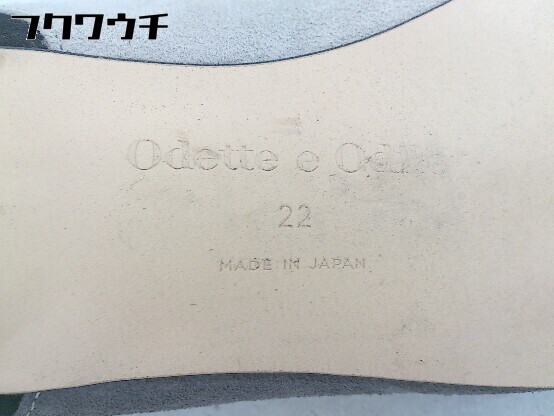 フクワウチ
Odette e Odile
22
MADE IN JAPAN